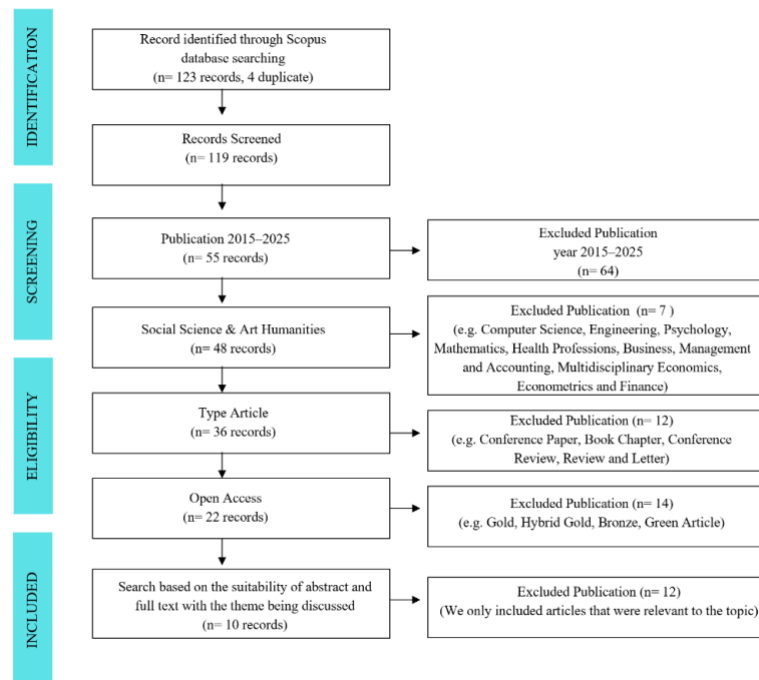 IDENTIFICATION
Record identified through Scopus
database searching
(n= 123 records, 4 duplicate)
Records Screened
(n= 119 records)
SCREENING
Publication 2015–2025
(n= 55 records)
Excluded Publication
year 2015–2025
(n= 64)
Social Science & Art Humanities
(n= 48 records)
Excluded Publication (n= 7 )
(e.g. Computer Science, Engineering, Psychology,
Mathematics, Health Professions, Business, Management
and Accounting, Multidisciplinary Economics,
Econometrics and Finance)
ELIGIBILITY
Type Article
(n= 36 records)
Excluded Publication (n= 12)
(e.g. Conference Paper, Book Chapter, Conference
Review, Review and Letter)
Open Access
(n= 22 records)
Excluded Publication (n= 14)
(e.g. Gold, Hybrid Gold, Bronze, Green Article)
INCLUDED
Search based on the suitability of abstract and
full text with the theme being discussed
(n= 10 records)
Excluded Publication (n= 12)
(We only included articles that were relevant to the topic)